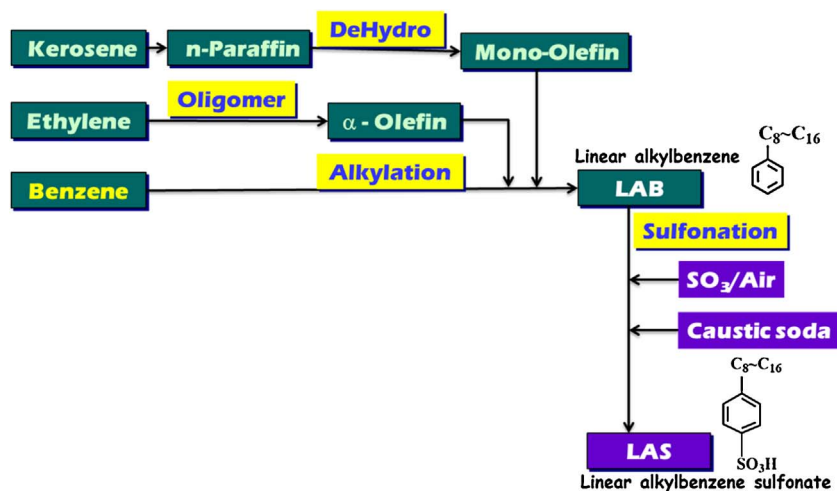 DeHydro
Kerosene
n-Paraffin
Mono-Olefin
Oligomer
Ethylene
α - Olefin
Benzene
Alkylation
Linear alkylbenzene
C8~C16
LAB
Sulfonation
SO3/Air
Caustic soda
C8~C16
LAS
SO3H
Linear alkylbenzene sulfonate